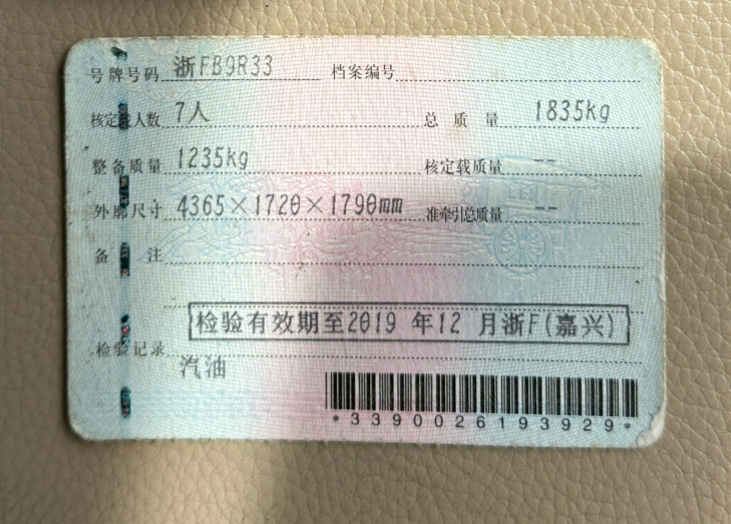 号牌号码 浙FB9R33 档案编号
核定载人数 7人 总质量 1835kg
整备质量 1235kg 核定载质量 --
外廓尺寸 4365×1720×1790mm 准牵引总质量 --
备注
检验有效期至2019 年12 月浙F(嘉兴)
检验记录
汽油
*3390026193929*